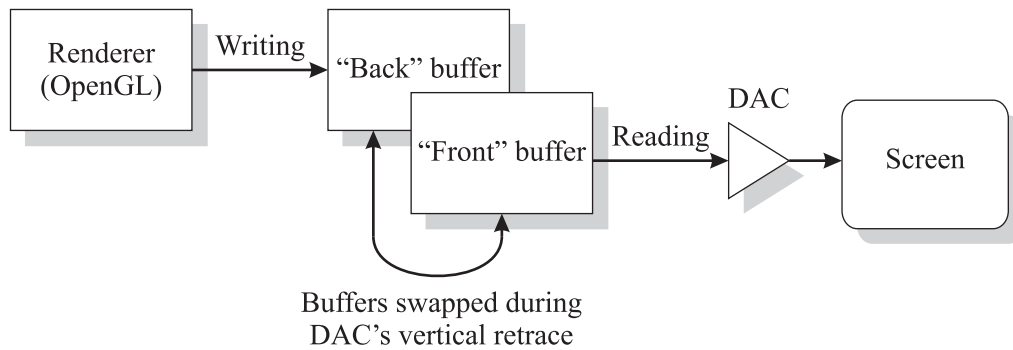 Renderer
(OpenGL)
Writing
“Back” buffer
“Front” buffer
Reading
DAC
Screen
Buffers swapped during
DAC’s vertical retrace